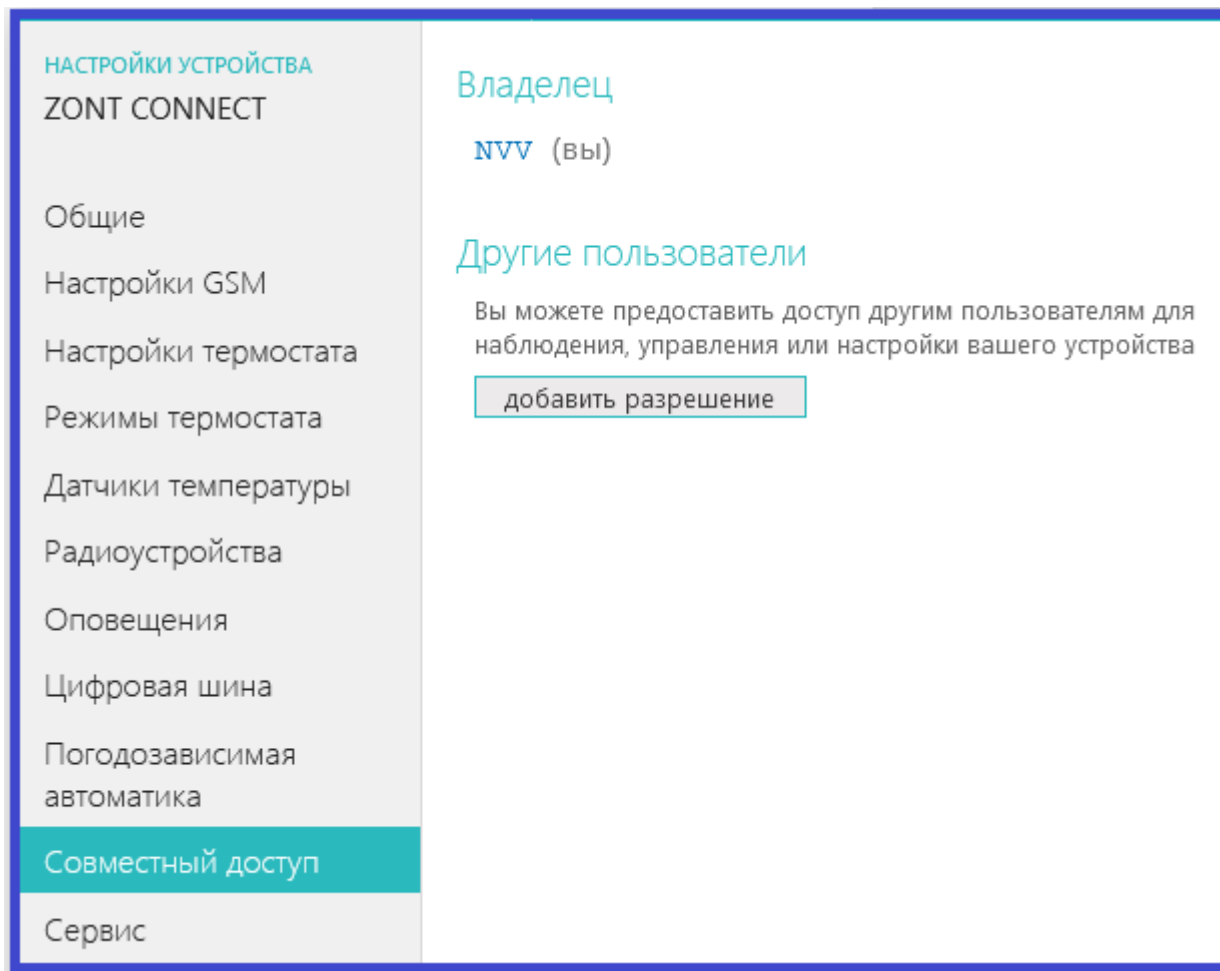 НАСТРОЙКИ УСТРОЙСТВА
ZONT CONNECT
Общие
Настройки GSM
Настройки термостата
Режимы термостата
Датчики температуры
Радиоустройства
Оповещения
Цифровая шина
Погодозависимая
автоматика
Совместный доступ
Сервис
Владелец
NVV (вы)
Другие пользователи
Вы можете предоставить доступ другим пользователям для
наблюдения, управления или настройки вашего устройства
добавить разрешение